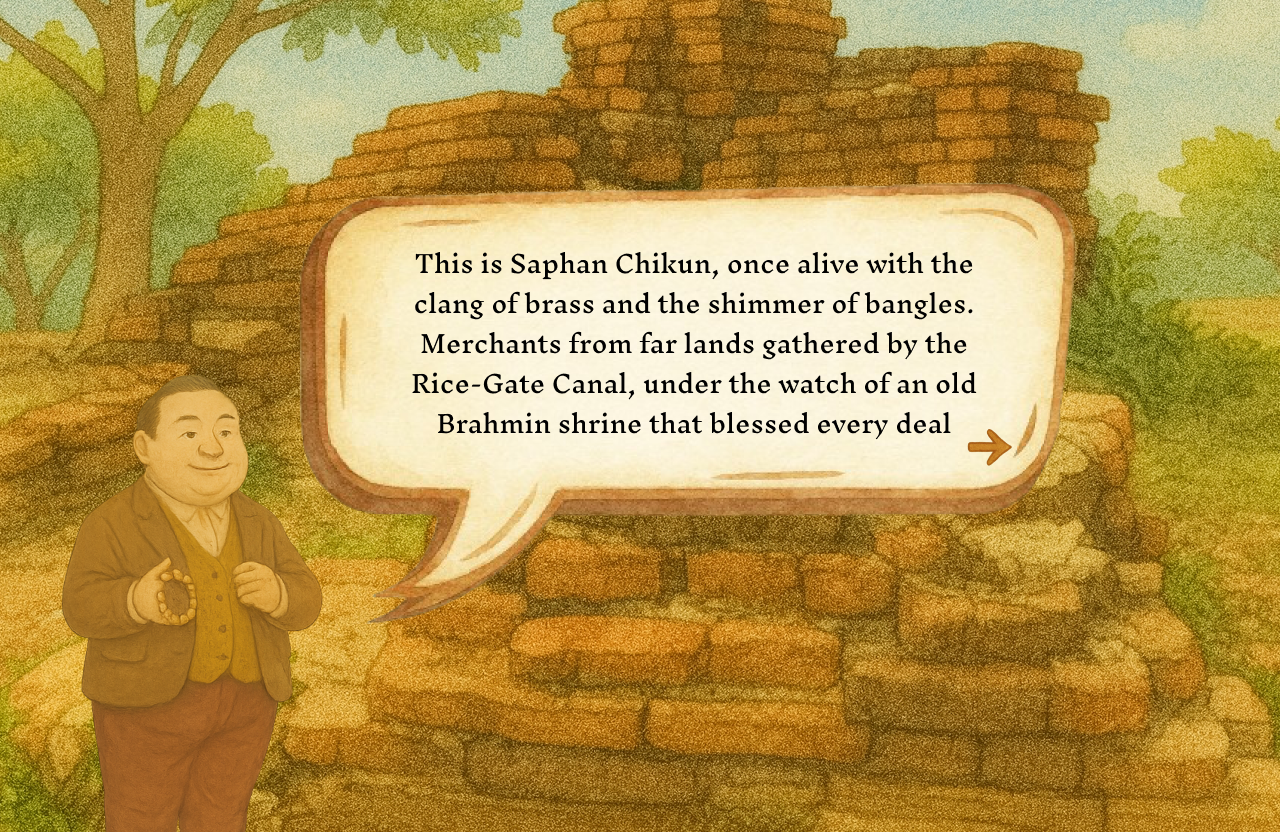 This is Saphan Chikun, once alive with the
clang of brass and the shimmer of bangles.
Merchants from far lands gathered by the
Rice-Gate Canal, under the watch of an old
Brahmin shrine that blessed every deal